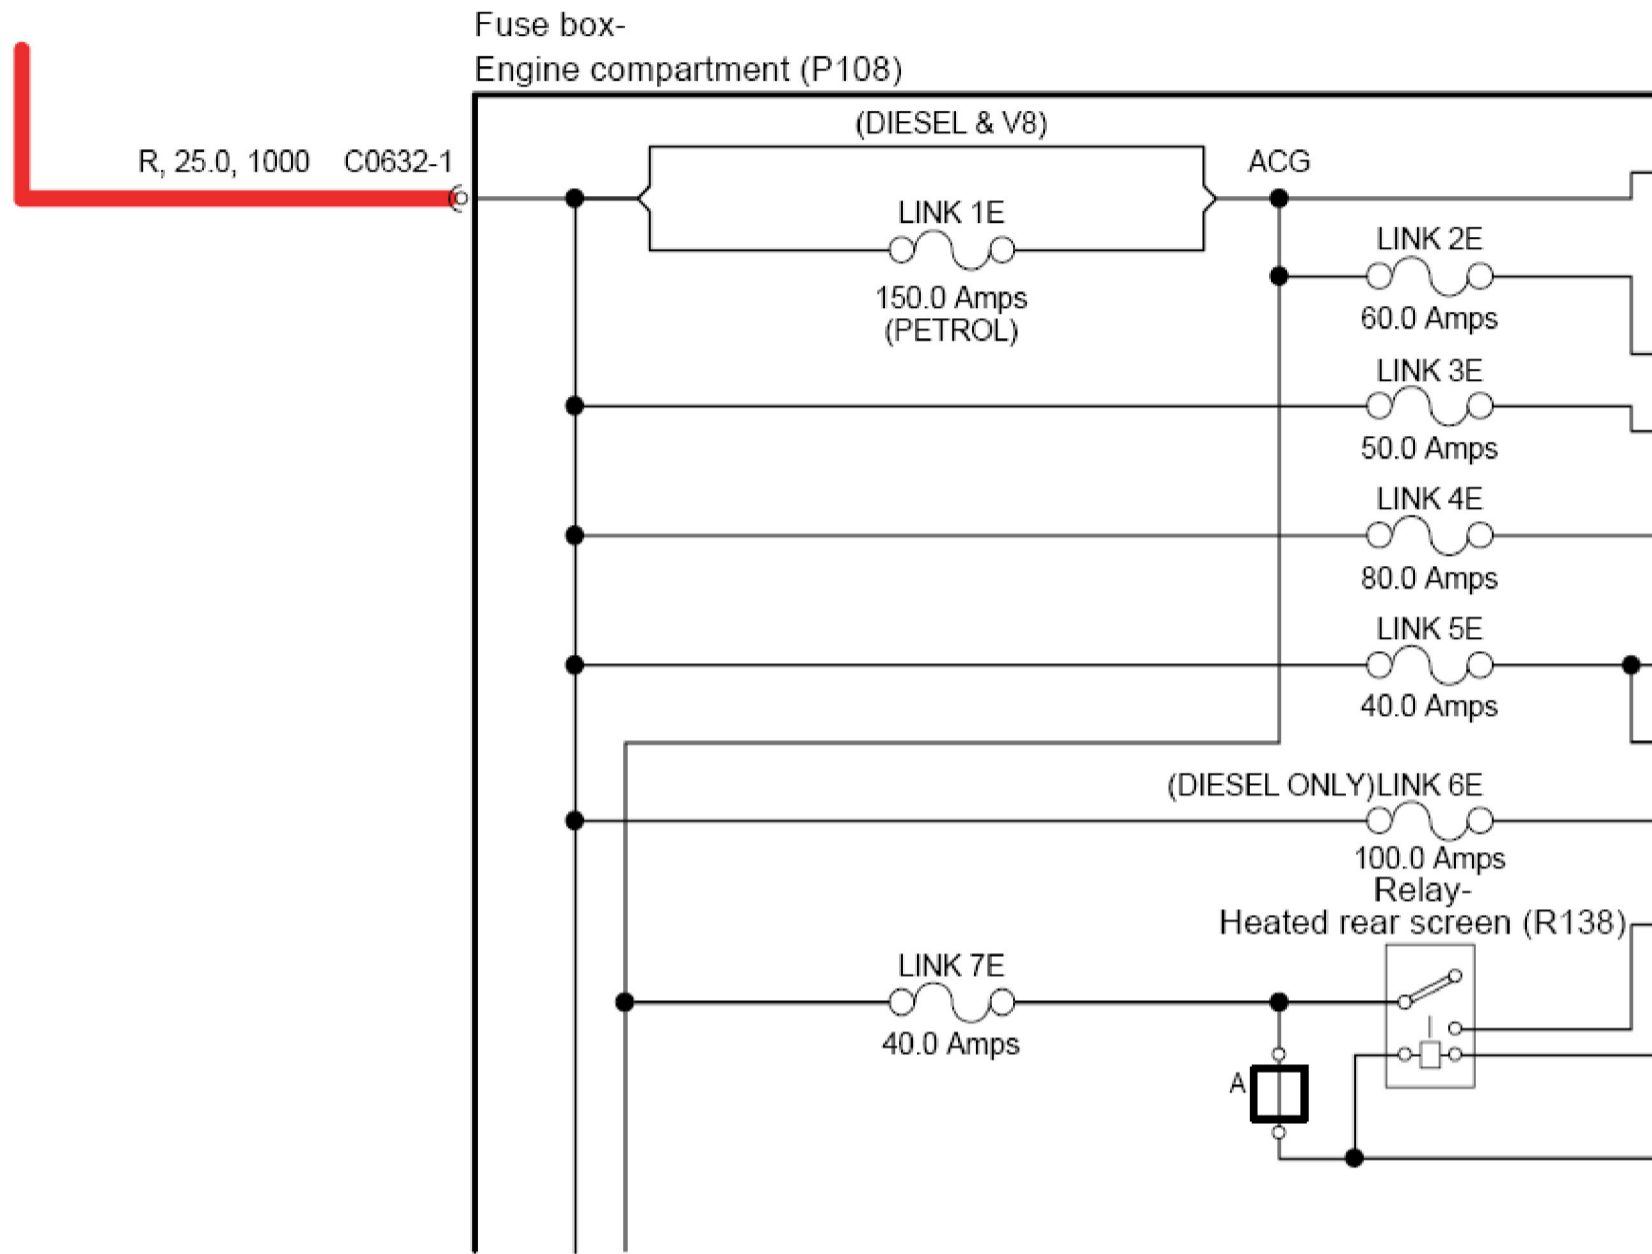 Fuse box-
Engine compartment (P108)
(DIESEL & V8)
R, 25.0, 1000 C0632-1
ACG
LINK 1E
150.0 Amps
(PETROL)
LINK 2E
60.0 Amps
LINK 3E
50.0 Amps
LINK 4E
80.0 Amps
LINK 5E
40.0 Amps
(DIESEL ONLY)LINK 6E
100.0 Amps
Relay-
Heated rear screen (R138)
LINK 7E
40.0 Amps
A